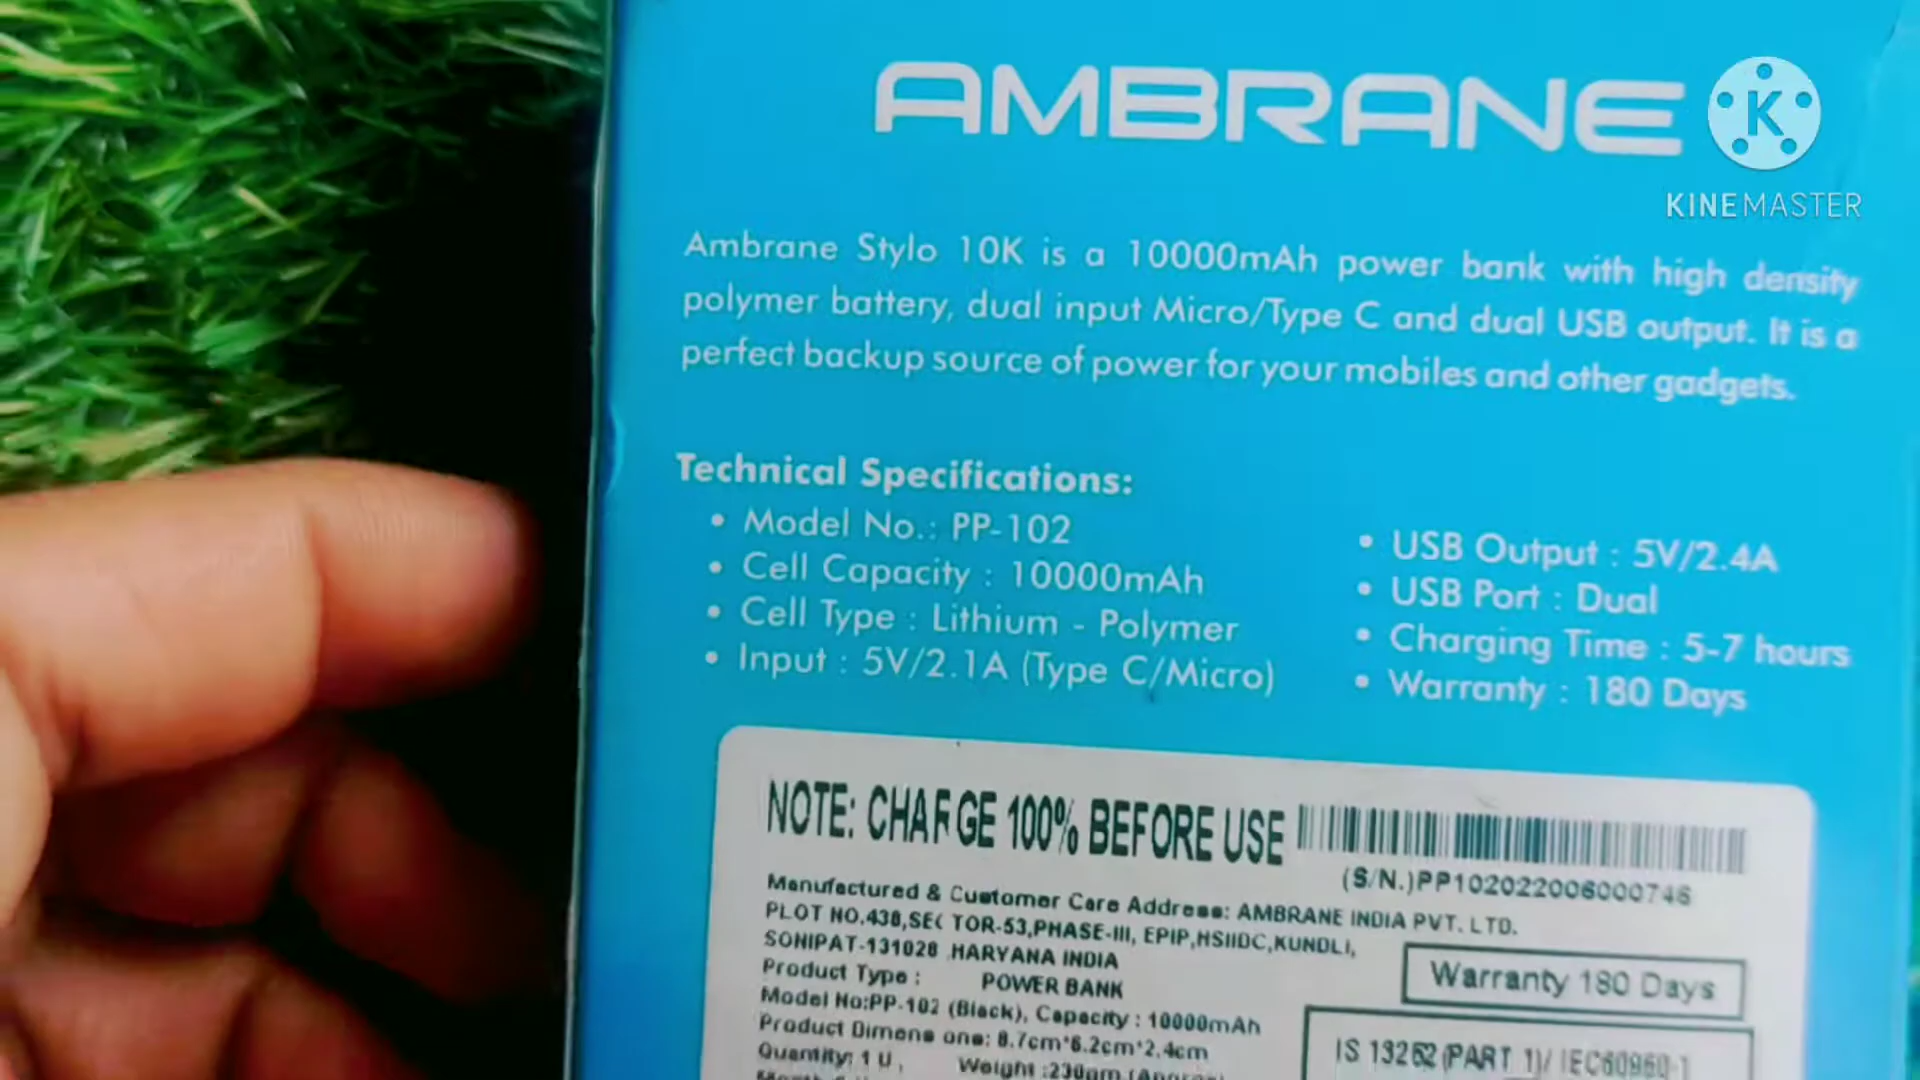 AMBRANE
KINEMASTER
Ambrane Stylo 10K is a 10000mAh power bank with high density
polymer battery, dual input Micro/Type C and dual USB output. It is a
perfect backup source of power for your mobiles and other gadgets.
Technical Specifications:
• Model No.: PP-102
• Cell Capacity : 10000mAh
• Cell Type : Lithium - Polymer
• Input : 5V/2.1A (Type C/Micro)
• USB Output : 5V/2.4A
• USB Port : Dual
• Charging Time : 5-7 hours
• Warranty : 180 Days
NOTE: CHARGE 100% BEFORE USE
(S/N.)PP102022006000746
Manufactured & Customer Care Address: AMBRANE INDIA PVT. LTD.
PLOT NO.438,SECTOR-53,PHASE-III, EPIP,HSIIDC,KUNDLI,
SONIPAT-131028 ,HARYANA INDIA
Product Type : POWER BANK
Model No:PP-102 (Black), Capacity : 10000mAh
Product Dimens ons: 8.7cm*6.2cm*2.4cm
Quantity: 1 U, Weight :230gm
Warranty 180 Days
IS 13252 (PART 1)/ IEC60950-1